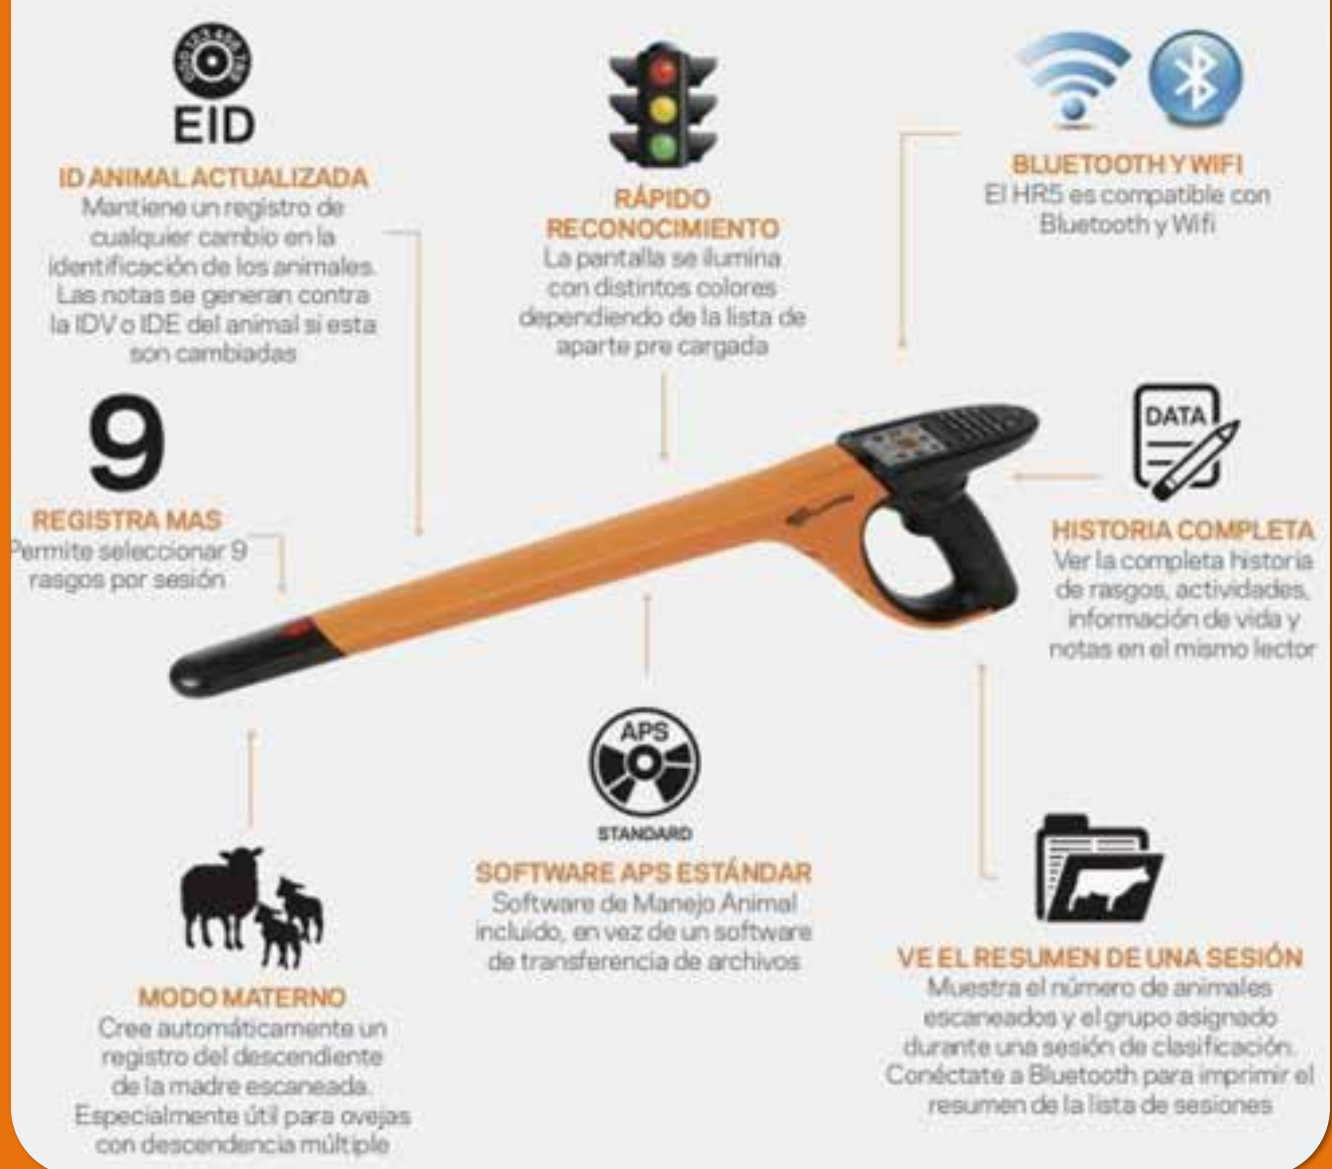 EID
ID ANIMAL ACTUALIZADA
Mantiene un registro de
cualquier cambio en la
identificación de los animales.
Las notas se generan contra
la IDV o IDE del animal si esta
son cambiadas
RÁPIDO
RECONOCIMIENTO
La pantalla se ilumina
con distintos colores
dependiendo de la lista de
aparte pre cargada
BLUETOOTH Y WIFI
El HR5 es compatible con
Bluetooth y Wifi
9
REGISTRA MAS
Permite seleccionar 9
rasgos por sesión
DATA
HISTORIA COMPLETA
Ver la completa historia
de rasgos, actividades,
información de vida y
notas en el mismo lector
MODO MATERNO
Cree automáticamente un
registro del descendiente
de la madre escaneada.
Especialmente útil para ovejas
con descendencia múltiple
APS
STANDARD
SOFTWARE APS ESTÁNDAR
Software de Manejo Animal
incluido, en vez de un software
de transferencia de archivos
VE EL RESUMEN DE UNA SESIÓN
Muestra el número de animales
escaneados y el grupo asignado
durante una sesión de clasificación.
Conéctate a Bluetooth para imprimir el
resumen de la lista de sesiones